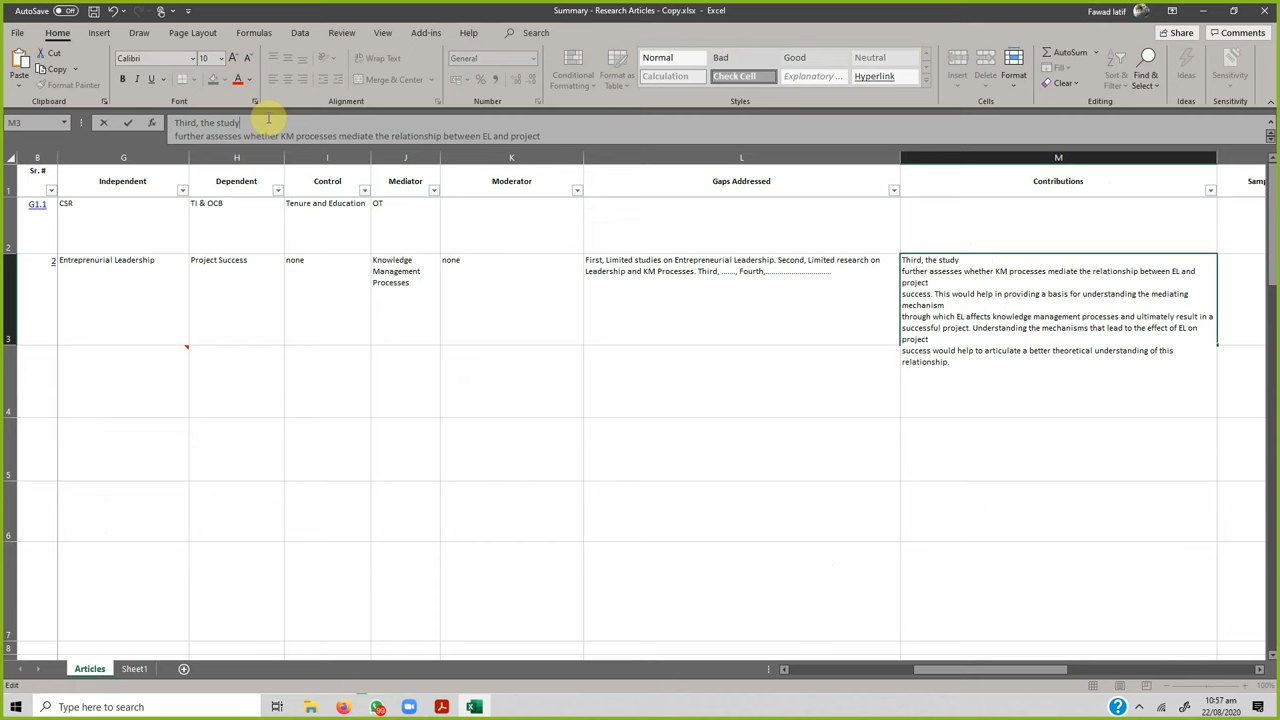 AutoSave Off
Summary - Research Articles - Copy.xlsx - Excel
Fawad latif
File Home Insert Draw Page Layout Formulas Data Review View Add-ins Help Search
Share Comments
Paste
Cut
Copy
Format Painter
Clipboard
Calibri 10
B I U
Font
Wrap Text
Merge & Center
Alignment
General
Number
Conditional Formatting
Format as Table
Normal Bad Good Neutral
Calculation Check Cell Explanatory ... Hyperlink
Styles
Insert Delete Format
Cells
AutoSum
Fill
Clear
Sort & Filter
Find & Select
Editing
Ideas
Ideas
Sensitivity
Sensitivity
M3
fx
Third, the study
further assesses whether KM processes mediate the relationship between EL and project
B G H I J K L M
1 Sr. # Independent Dependent Control Mediator Moderator Gaps Addressed Contributions Samp
2 G1.1 CSR TI & OCB Tenure and Education OT
3 2 Entreprenurial Leadership Project Success none
Knowledge
Management
Processes
none
First, Limited studies on Entrepreneurial Leadership. Second, Limited research on
Leadership and KM Processes. Third, ......., Fourth,...............................
Third, the study
further assesses whether KM processes mediate the relationship between EL and
project
success. This would help in providing a basis for understanding the mediating
mechanism
through which EL affects knowledge management processes and ultimately result in a
successful project. Understanding the mechanisms that lead to the effect of EL on
project
success would help to articulate a better theoretical understanding of this
relationship.
4
5
6
7
8
Articles Sheet1
Edit
100%
Type here to search
99
10:57 am
22/08/2020